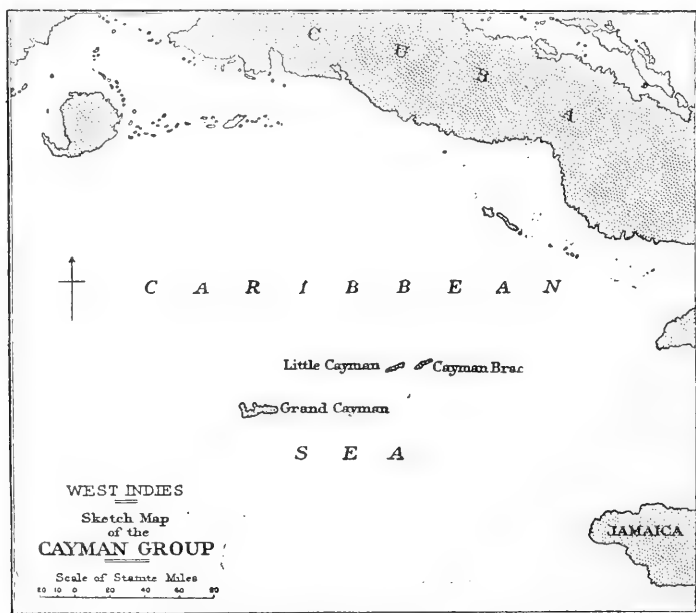 C U B A
C A R I B B E A N
Little Cayman
Cayman Brac
Grand Cayman
S E A
WEST INDIES
Sketch Map
of the
CAYMAN GROUP
JAMAICA
Scale of Statute Miles
20 10 0 20 40 60 80